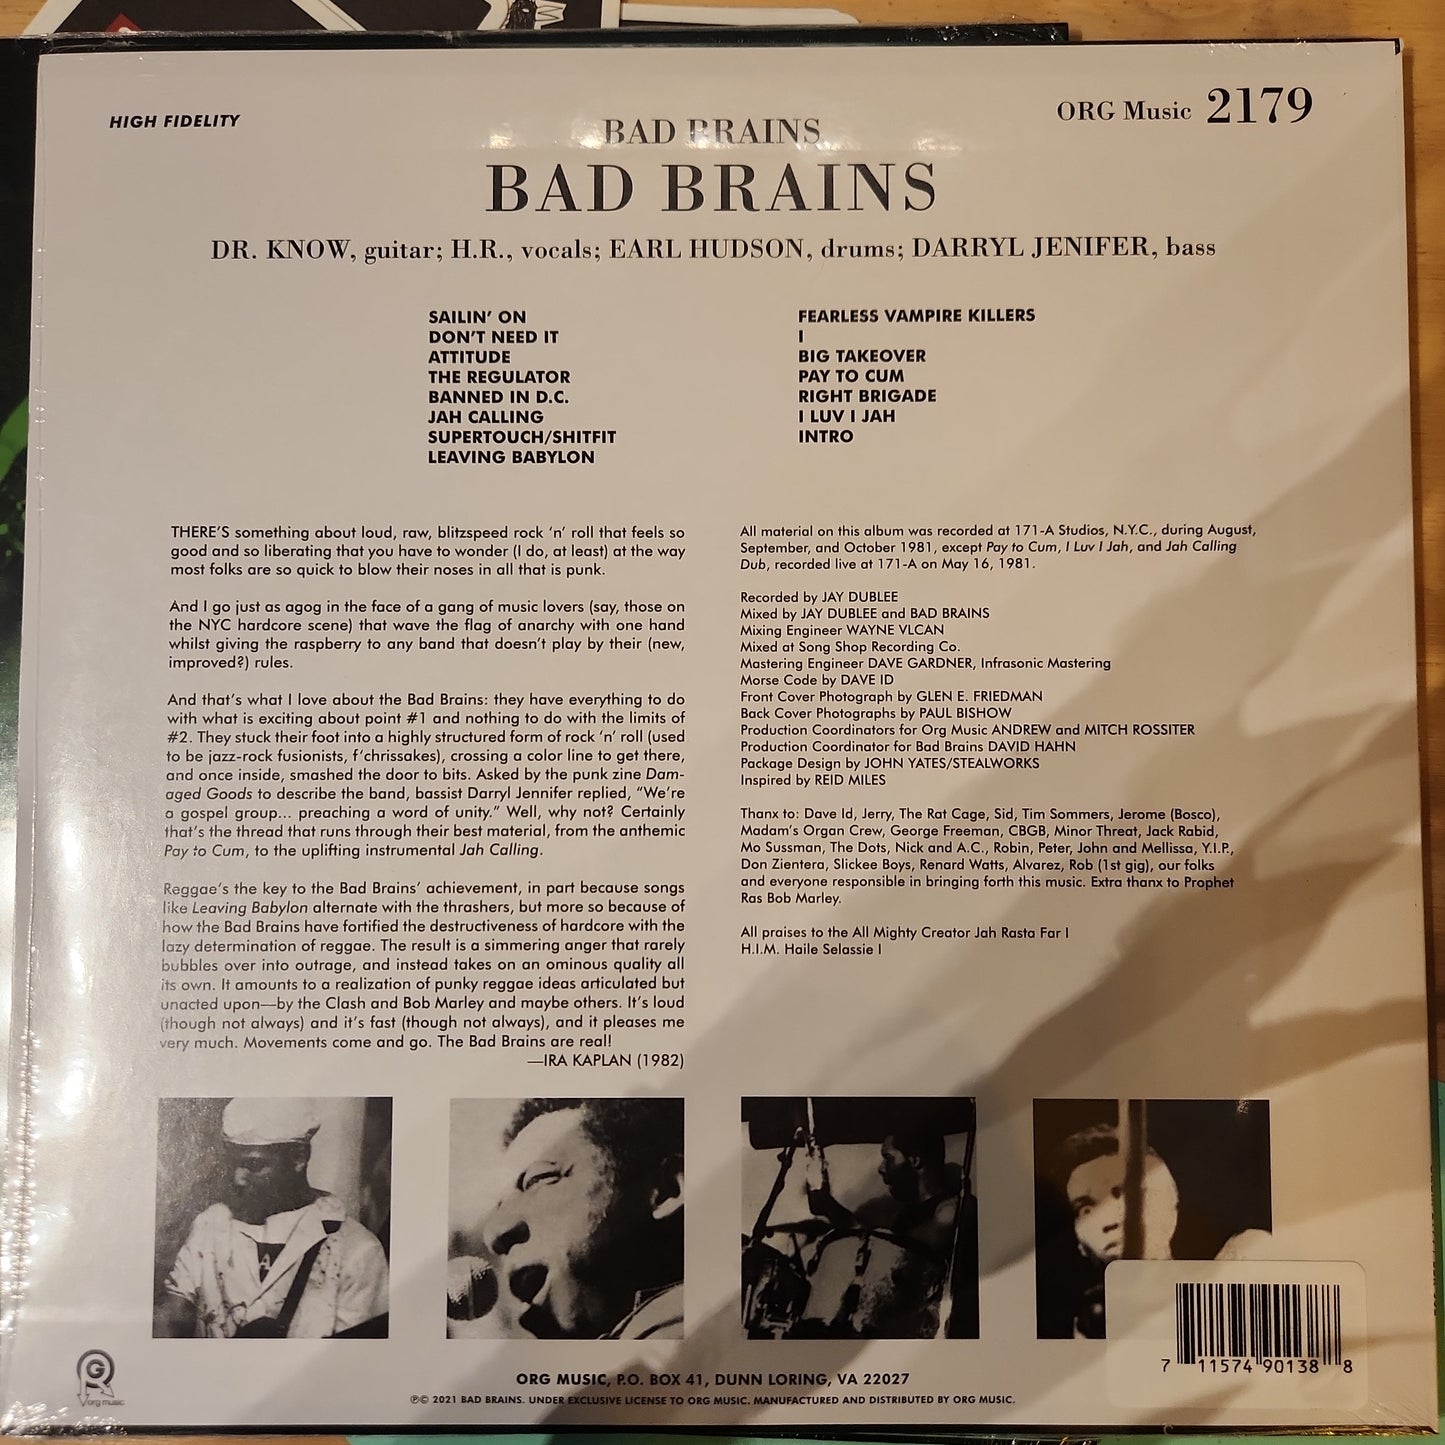 HIGH FIDELITY
ORG Music 2179
BAD BRAINS
BAD BRAINS
DR. KNOW, guitar; H.R., vocals; EARL HUDSON, drums; DARRYL JENIFER, bass
SAILIN' ON
DON'T NEED IT
ATTITUDE
THE REGULATOR
BANNED IN D.C.
JAH CALLING
SUPERTOUCH/SHITFIT
LEAVING BABYLON
FEARLESS VAMPIRE KILLERS
I
BIG TAKEOVER
PAY TO CUM
RIGHT BRIGADE
I LUV I JAH
INTRO
THERE'S something about loud, raw, blitzspeed rock 'n' roll that feels so
good and so liberating that you have to wonder (I do, at least) at the way
most folks are so quick to blow their noses in all that is punk.
And I go just as agog in the face of a gang of music lovers (say, those on
the NYC hardcore scene) that wave the flag of anarchy with one hand
whilst giving the raspberry to any band that doesn't play by their (new,
improved?) rules.
And that's what I love about the Bad Brains: they have everything to do
with what is exciting about point #1 and nothing to do with the limits of
#2. They stuck their foot into a highly structured form of rock 'n' roll (used
to be jazz-rock fusionists, f'chrissakes), crossing a color line to get there,
and once inside, smashed the door to bits. Asked by the punk zine Dam-
aged Goods to describe the band, bassist Darryl Jennifer replied, "We're
a gospel group... preaching a word of unity." Well, why not? Certainly
that's the thread that runs through their best material, from the anthemic
Pay to Cum, to the uplifting instrumental Jah Calling.
Reggae's the key to the Bad Brains' achievement, in part because songs
like Leaving Babylon alternate with the thrashers, but more so because of
how the Bad Brains have fortified the destructiveness of hardcore with the
lazy determination of reggae. The result is a simmering anger that rarely
bubbles over into outrage, and instead takes on an ominous quality all
its own. It amounts to a realization of punky reggae ideas articulated but
unacted upon—by the Clash and Bob Marley and maybe others. It's loud
(though not always) and it's fast (though not always), and it pleases me
very much. Movements come and go. The Bad Brains are real!
—IRA KAPLAN (1982)
All material on this album was recorded at 171-A Studios, N.Y.C., during August,
September, and October 1981, except Pay to Cum, I Luv I Jah, and Jah Calling
Dub, recorded live at 171-A on May 16, 1981.
Recorded by JAY DUBLEE
Mixed by JAY DUBLEE and BAD BRAINS
Mixing Engineer WAYNE VLCAN
Mixed at Song Shop Recording Co.
Mastering Engineer DAVE GARDNER, Infrasonic Mastering
Morse Code by DAVE ID
Front Cover Photograph by GLEN E. FRIEDMAN
Back Cover Photographs by PAUL BISHOW
Production Coordinators for Org Music ANDREW and MITCH ROSSITER
Production Coordinator for Bad Brains DAVID HAHN
Package Design by JOHN YATES/STEALWORKS
Inspired by REID MILES
Thanx to: Dave Id, Jerry, The Rat Cage, Sid, Tim Sommers, Jerome (Bosco),
Madam's Organ Crew, George Freeman, CBGB, Minor Threat, Jack Rabid,
Mo Sussman, The Dots, Nick and A.C., Robin, Peter, John and Mellissa, Y.I.P.,
Don Zientera, Slickee Boys, Renard Watts, Alvarez, Rob (1st gig), our folks
and everyone responsible in bringing forth this music. Extra thanx to Prophet
Ras Bob Marley.
All praises to the All Mighty Creator Jah Rasta Far I
H.I.M. Haile Selassie I
org music
ORG MUSIC, P.O. BOX 41, DUNN LORING, VA 22027
℗© 2021 BAD BRAINS. UNDER EXCLUSIVE LICENSE TO ORG MUSIC. MANUFACTURED AND DISTRIBUTED BY ORG MUSIC.
7 11574 90138 8